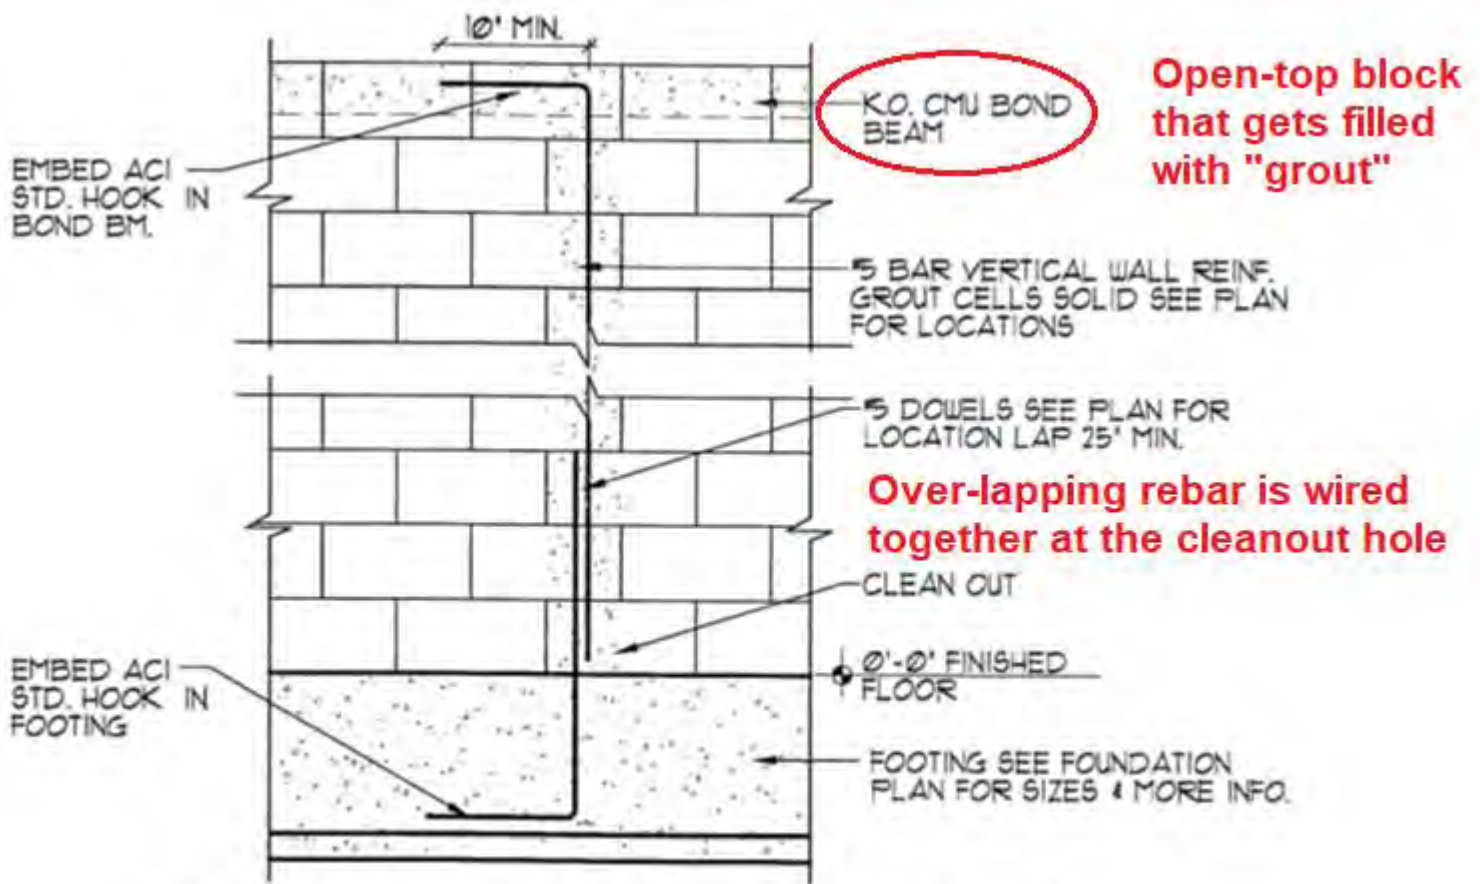 10" MIN.
K.O. CMU BOND
BEAM
Open-top block
that gets filled
with "grout"
EMBED ACI
STD. HOOK IN
BOND BM.
#5 BAR VERTICAL WALL REINF.
GROUT CELLS SOLID SEE PLAN
FOR LOCATIONS
#5 DOWELS SEE PLAN FOR
LOCATION LAP 25" MIN.
Over-lapping rebar is wired
together at the cleanout hole
CLEAN OUT
EMBED ACI
STD. HOOK IN
FOOTING
0'-0" FINISHED
FLOOR
FOOTING SEE FOUNDATION
PLAN FOR SIZES & MORE INFO.